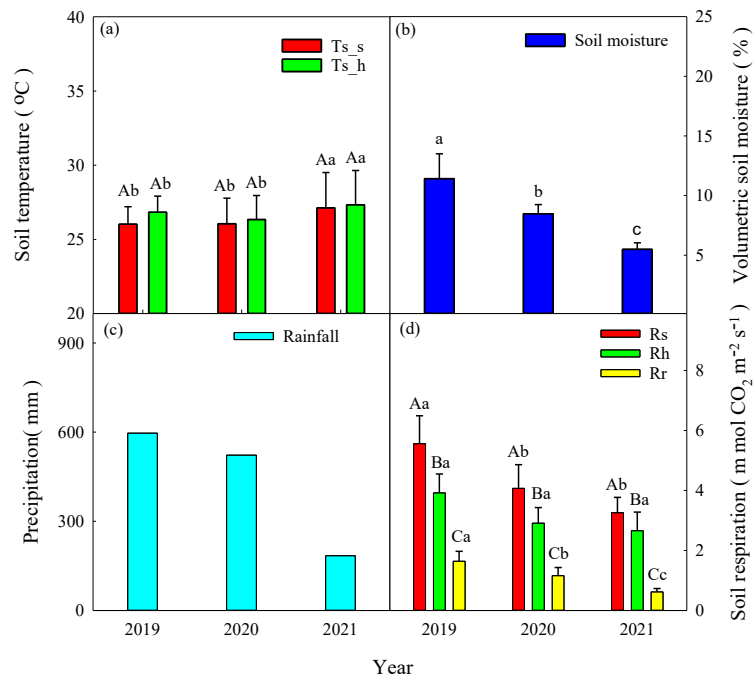 (a)
Ts_s
Ts_h
40
35
30
25
20
Soil temperature ( ºC)
Ab Ab Ab Ab Aa Aa
(b)
Soil moisture
a
b
c
25
20
15
10
5
Volumetric soil moisture ( % )
(c)
Rainfall
900
600
300
0
Precipitation( mm )
2019 2020 2021
(d)
Rs
Rh
Rr
Aa Ba Ca
Ab Ba Cb
Ab Ba Cc
8
6
4
2
0
Soil respiration ( m mol CO₂ m⁻² s⁻¹)
2019 2020 2021
Year